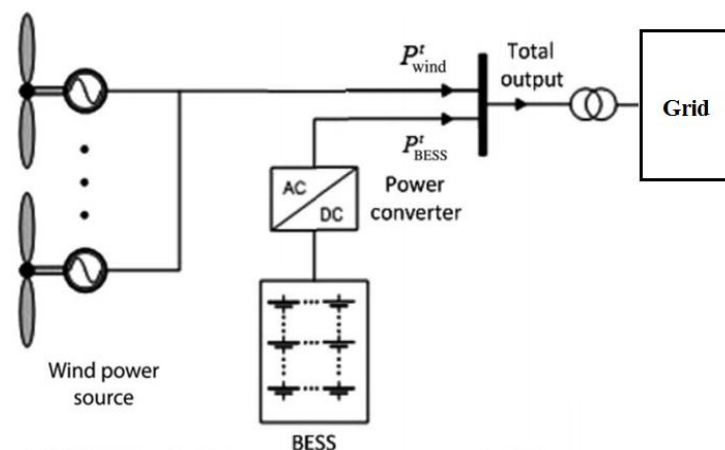 P^t_wind
Total
output
Grid
P^t_BESS
AC
DC
Power
converter
Wind power
source
BESS